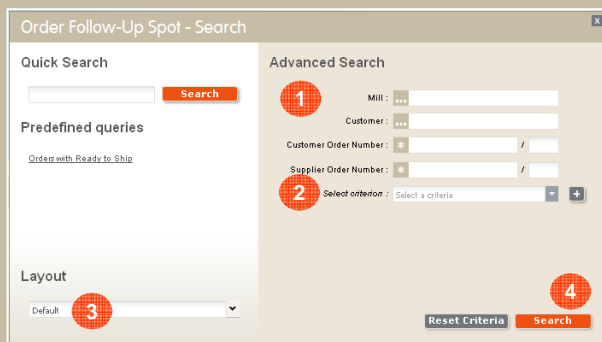 Order Follow-Up Spot - Search
x
Quick Search
Search
Predefined queries
Orders with Ready to Ship
Layout
Default
3
Advanced Search
1
Mill :
...
Customer :
...
Customer Order Number :
*
/
Supplier Order Number :
*
/
2
Select criterion :
Select a criteria
+
4
Reset Criteria
Search